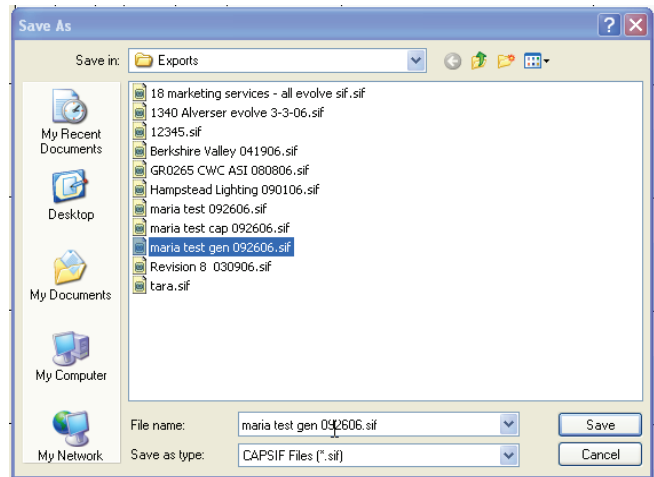 Save As
Save in:
Exports
My Recent
Documents
Desktop
My Documents
My Computer
My Network
18 marketing services - all evolve sif.sif
1340 Alverser evolve 3-3-06.sif
12345.sif
Berkshire Valley 041906.sif
GR0265 CWC ASI 080806.sif
Hampstead Lighting 090106.sif
maria test 092606.sif
maria test cap 092606.sif
maria test gen 092606.sif
Revision 8  030906.sif
tara.sif
File name:
maria test gen 092606.sif
Save
Save as type:
CAPSIF Files (*.sif)
Cancel